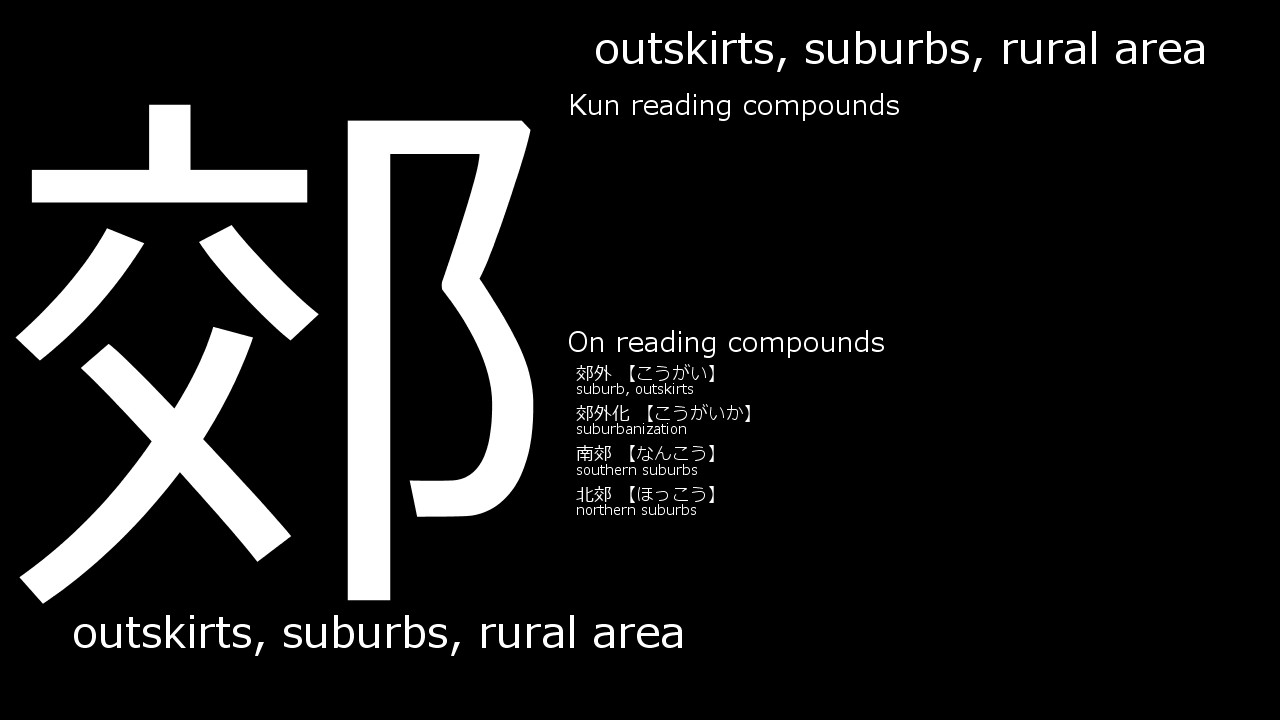 郊
outskirts, suburbs, rural area
Kun reading compounds
On reading compounds
郊外 【こうがい】
suburb, outskirts
郊外化 【こうがいか】
suburbanization
南郊 【なんこう】
southern suburbs
北郊 【ほっこう】
northern suburbs
outskirts, suburbs, rural area